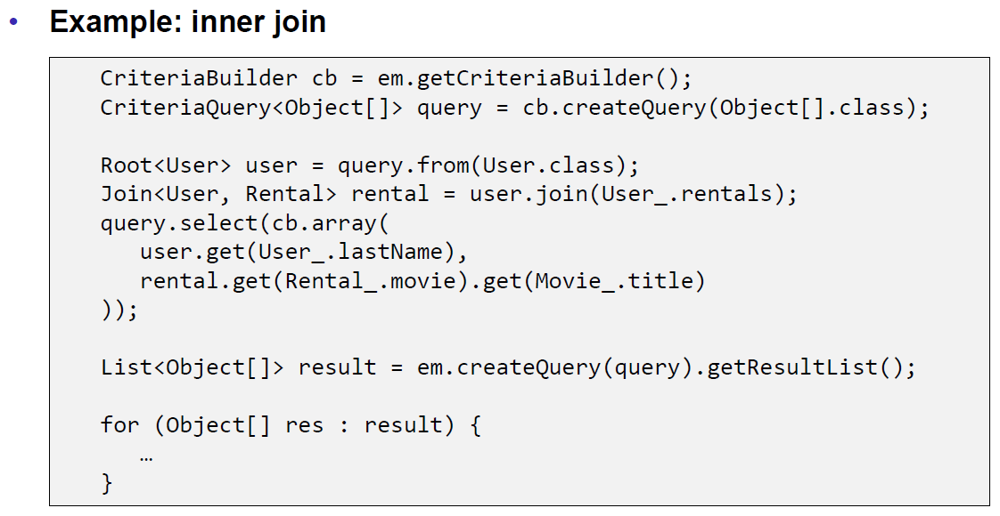 • Example: inner join
CriteriaBuilder cb = em.getCriteriaBuilder();
CriteriaQuery<Object[]> query = cb.createQuery(Object[].class);
Root<User> user = query.from(User.class);
Join<User, Rental> rental = user.join(User_.rentals);
query.select(cb.array(
user.get(User_.lastName),
rental.get(Rental_.movie).get(Movie_.title)
));
List<Object[]> result = em.createQuery(query).getResultList();
for (Object[] res : result) {
…
}